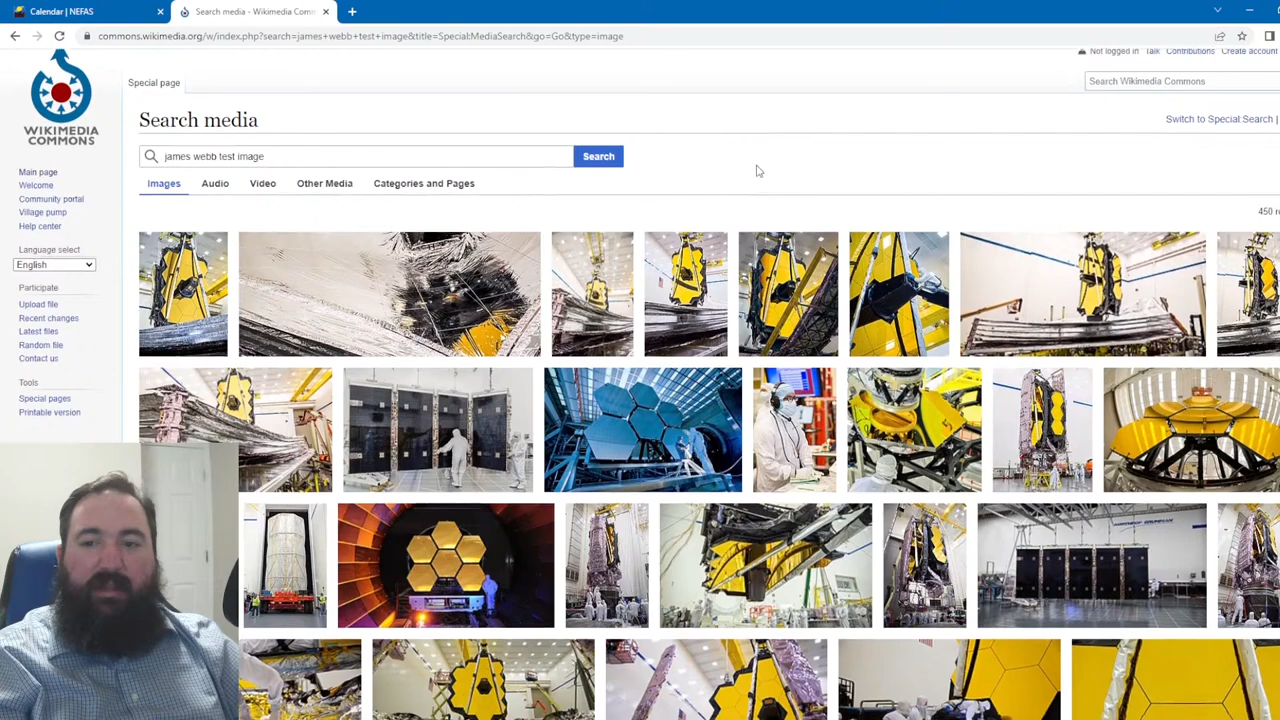 Calendar | NEFAS
Search media - Wikimedia Com
commons.wikimedia.org/w/index.php?search=james+webb+test+image&title=Special:MediaSearch&go=Go&type=image
Not logged in Talk Contributions Create account
Special page
Search Wikimedia Commons
WIKIMEDIA
COMMONS
Search media
Switch to Special Search |
james webb test image
Search
Images Audio Video Other Media Categories and Pages
450 r
Main page
Welcome
Community portal
Village pump
Help center
Language select
English
Participate
Upload file
Recent changes
Latest files
Random file
Contact us
Tools
Special pages
Printable version